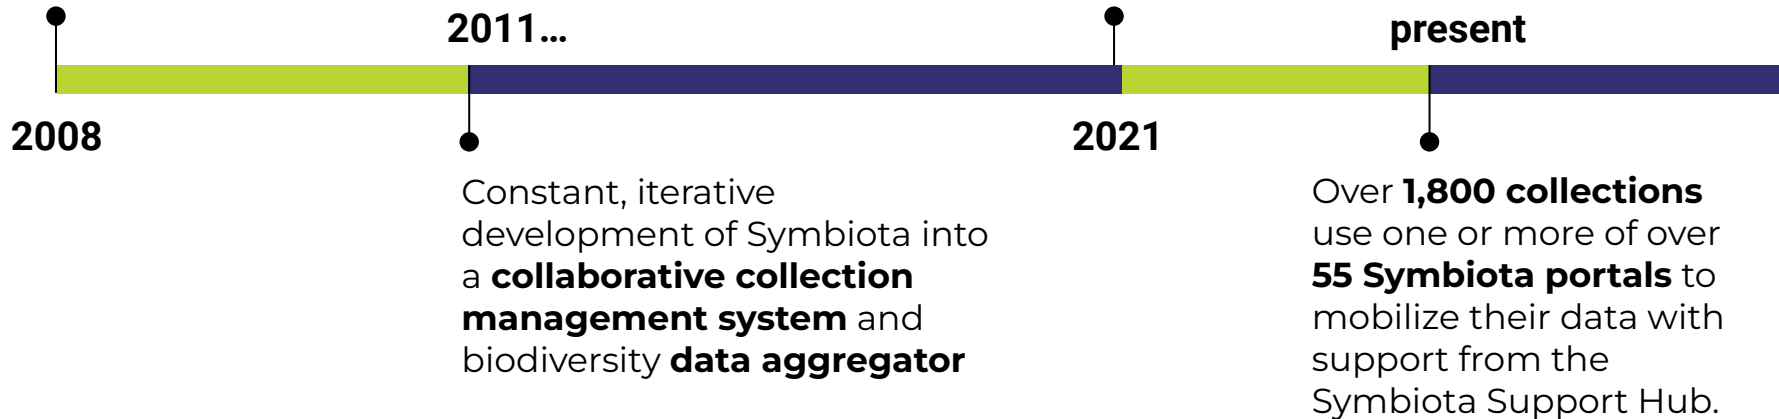 2011…
present
2008
2021
Constant, iterative
development of Symbiota into
a collaborative collection
management system and
biodiversity data aggregator
Over 1,800 collections
use one or more of over
55 Symbiota portals to
mobilize their data with
support from the
Symbiota Support Hub.